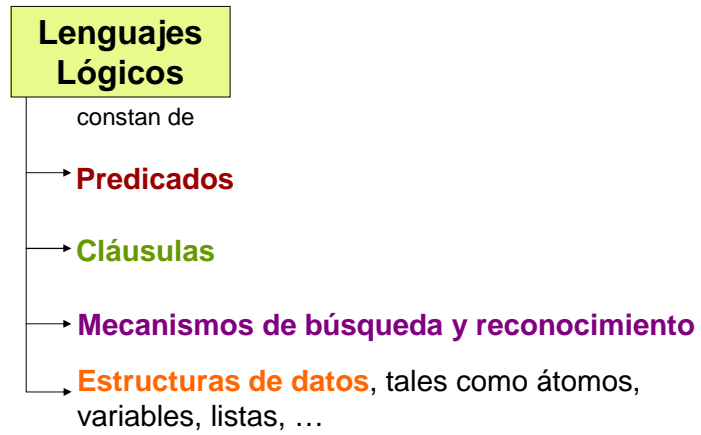 Lenguajes
Lógicos
constan de
Predicados
Cláusulas
Mecanismos de búsqueda y reconocimiento
Estructuras de datos, tales como átomos,
variables, listas, …